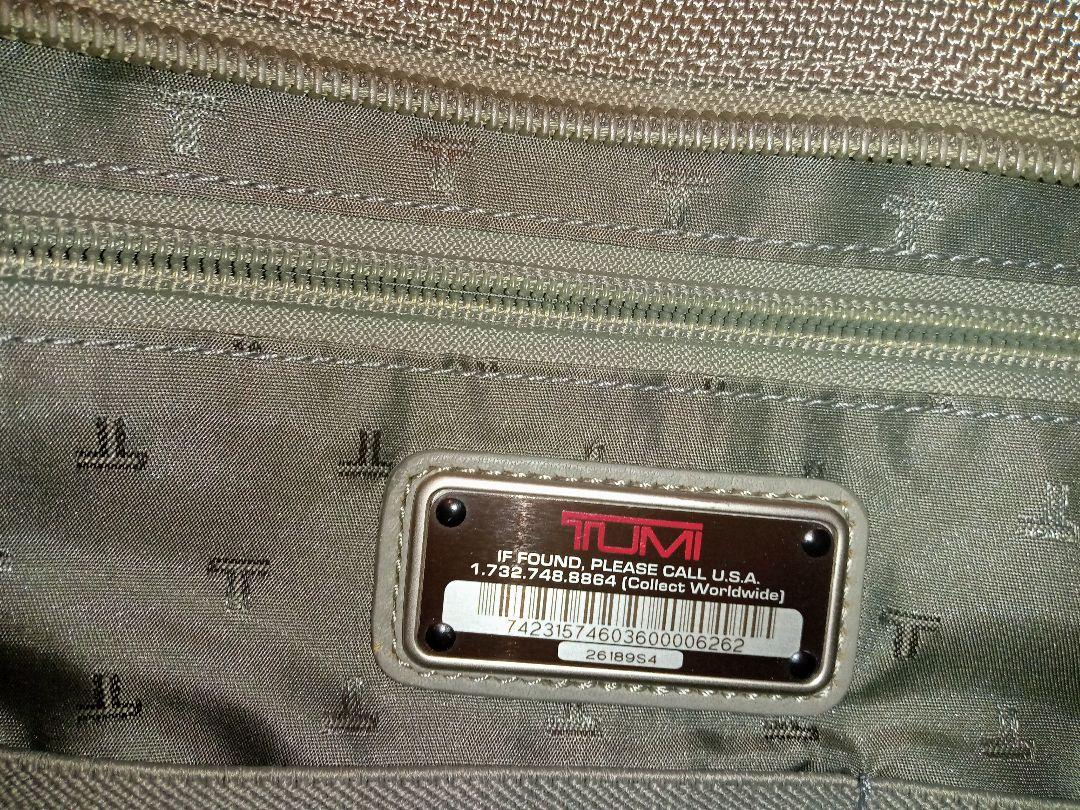 TUMI
IF FOUND, PLEASE CALL U.S.A.
1.732.748.8864 (Collect Worldwide)
74231574603600006262
26189S4